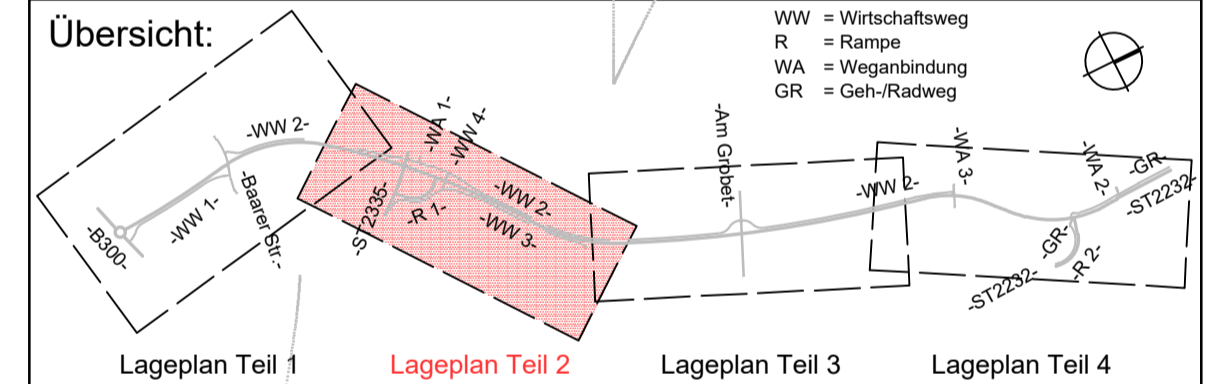 Übersicht:
WW = Wirtschaftsweg
R = Rampe
WA = Weganbindung
GR = Geh-/Radweg
-B300-
-WW 1-
-Baarer Str.-
-WW 2-
-ST2335-
-R 1-
-WA 1-
-WW 4-
-WW 2-
-WW 3-
-Am Grobet-
-WW 2-
-WA 3-
-WA 2-
-GR-
-ST2232-
-GR-
-R 2-
-ST2232-
Lageplan Teil 1
Lageplan Teil 2
Lageplan Teil 3
Lageplan Teil 4